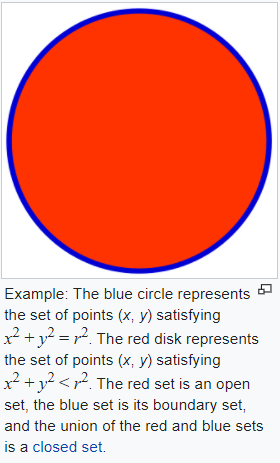 Example: The blue circle represents
the set of points (x, y) satisfying
x² + y² = r². The red disk represents
the set of points (x, y) satisfying
x² + y² < r². The red set is an open
set, the blue set is its boundary set,
and the union of the red and blue sets
is a closed set.